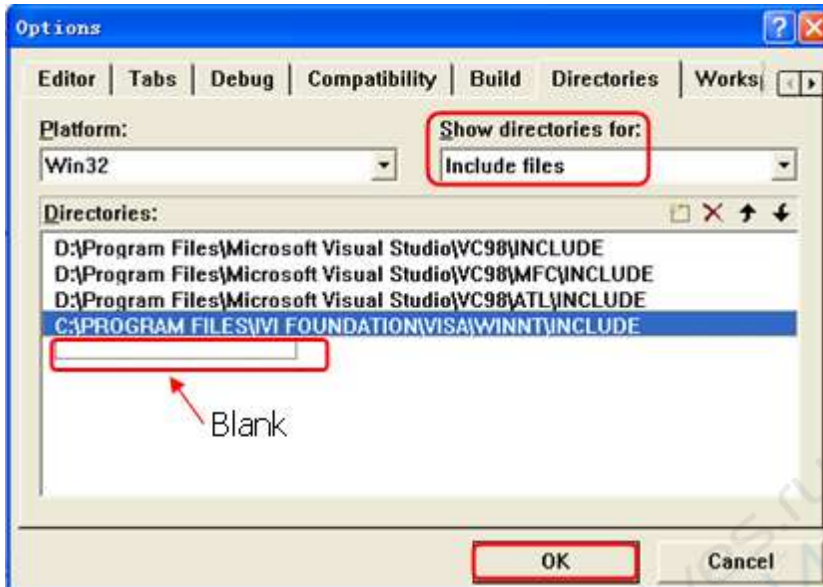 Options
Editor Tabs Debug Compatibility Build Directories
Platform: Show directories for:
Win32 Include files
Directories:
D:\Program Files\Microsoft Visual Studio\VC98\INCLUDE
D:\Program Files\Microsoft Visual Studio\VC98\MFC\INCLUDE
D:\Program Files\Microsoft Visual Studio\VC98\ATL\INCLUDE
C:\PROGRAM FILES\IVI FOUNDATION\VISA\WINNT\INCLUDE
Blank
OK Cancel